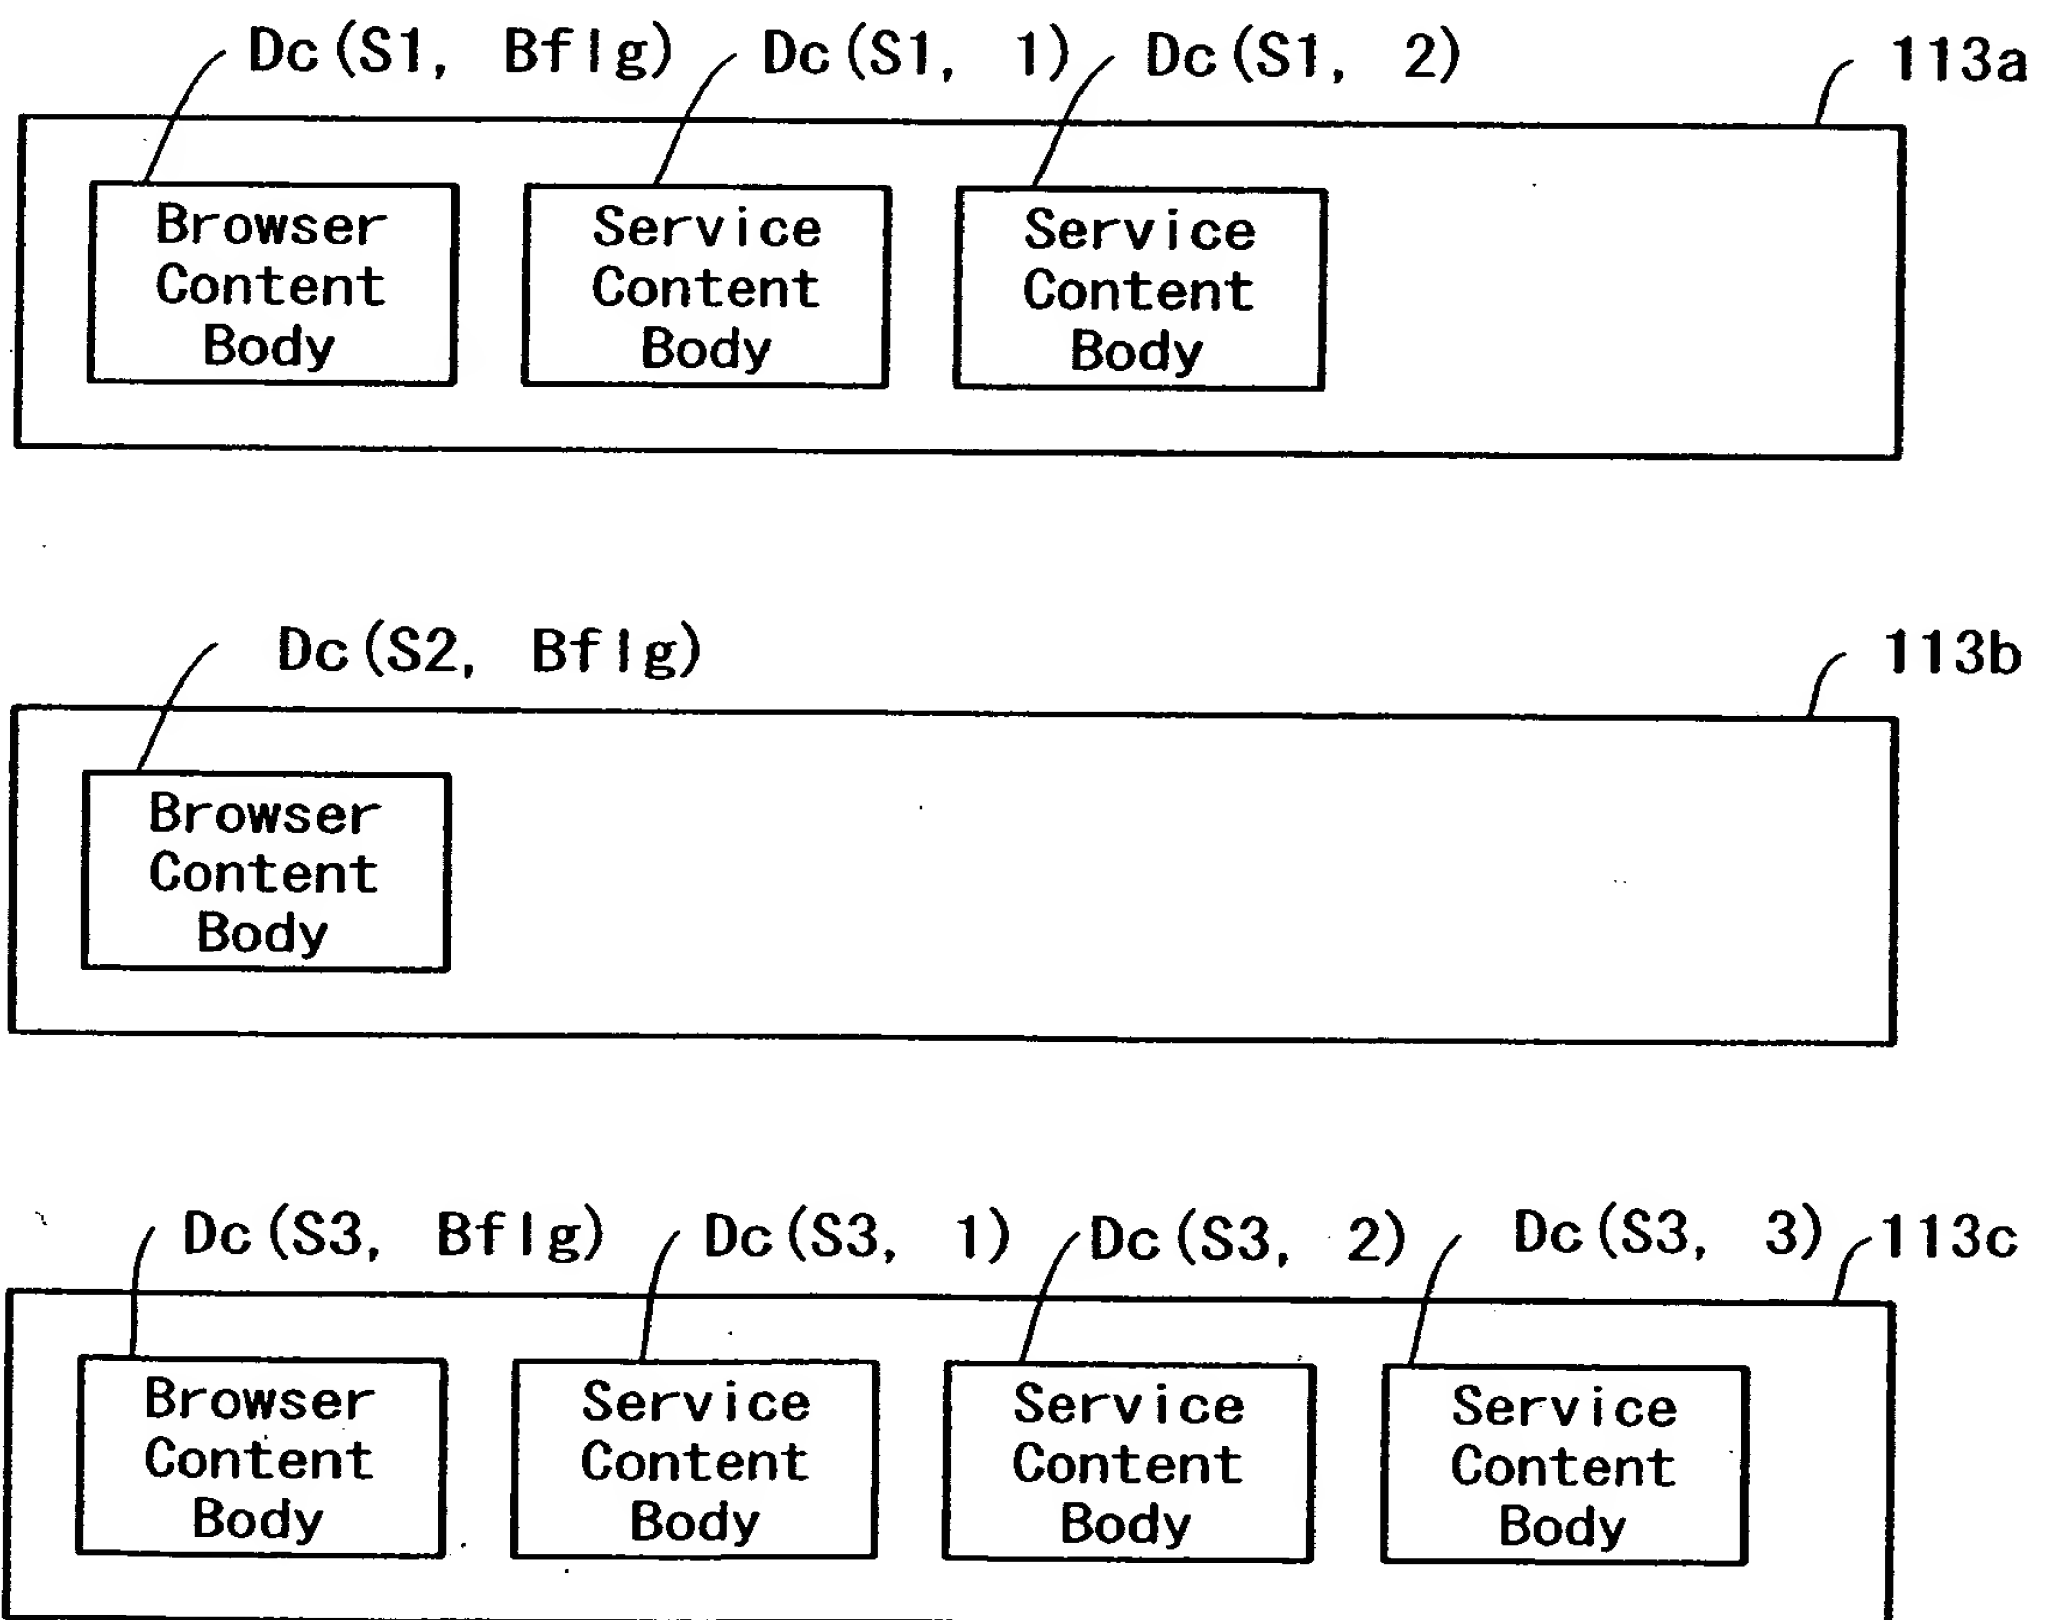 Dc(S1, Bflg) Dc(S1, 1) Dc(S1, 2) 113a
Browser Content Body
Service Content Body
Service Content Body
Dc(S2, Bflg) 113b
Browser Content Body
Dc(S3, Bflg) Dc(S3, 1) Dc(S3, 2) Dc(S3, 3) 113c
Browser Content Body
Service Content Body
Service Content Body
Service Content Body